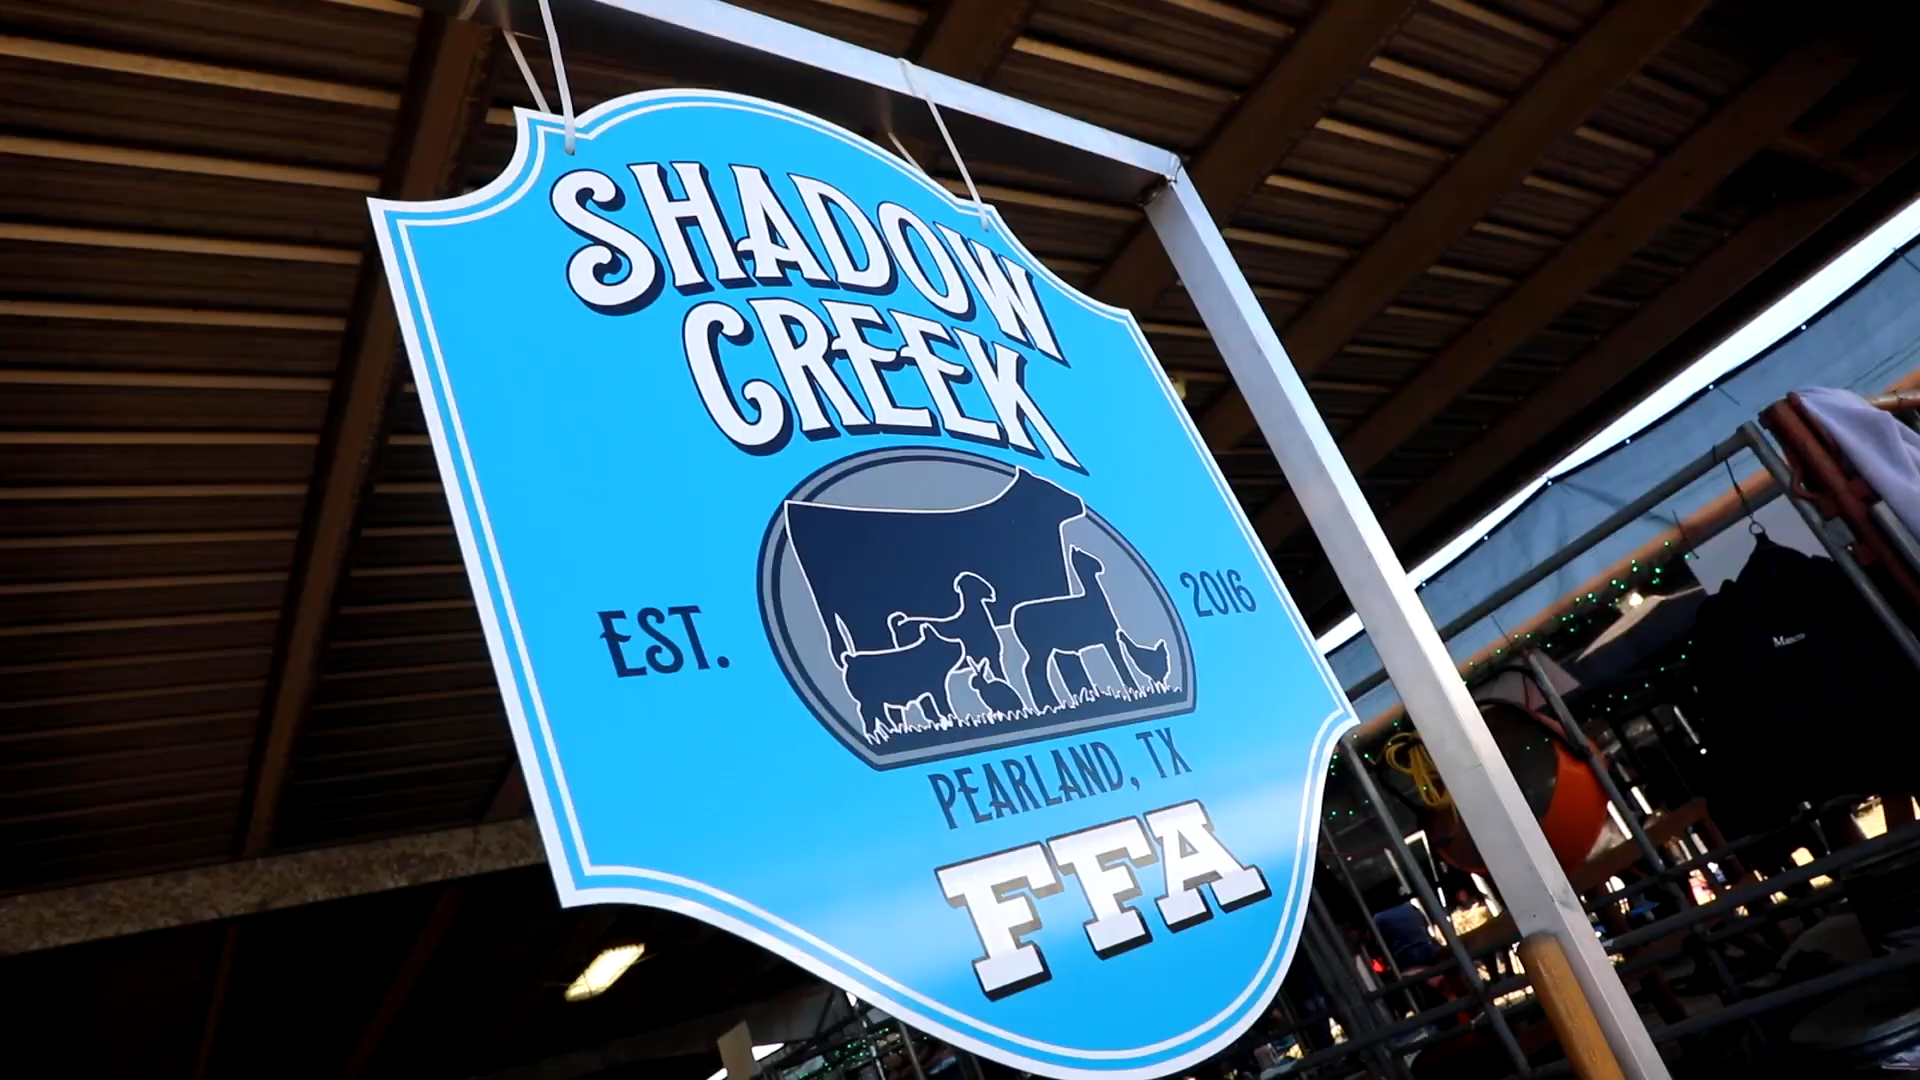 SHADOW
CREEK
EST. 2016
PEARLAND, TX
FFA